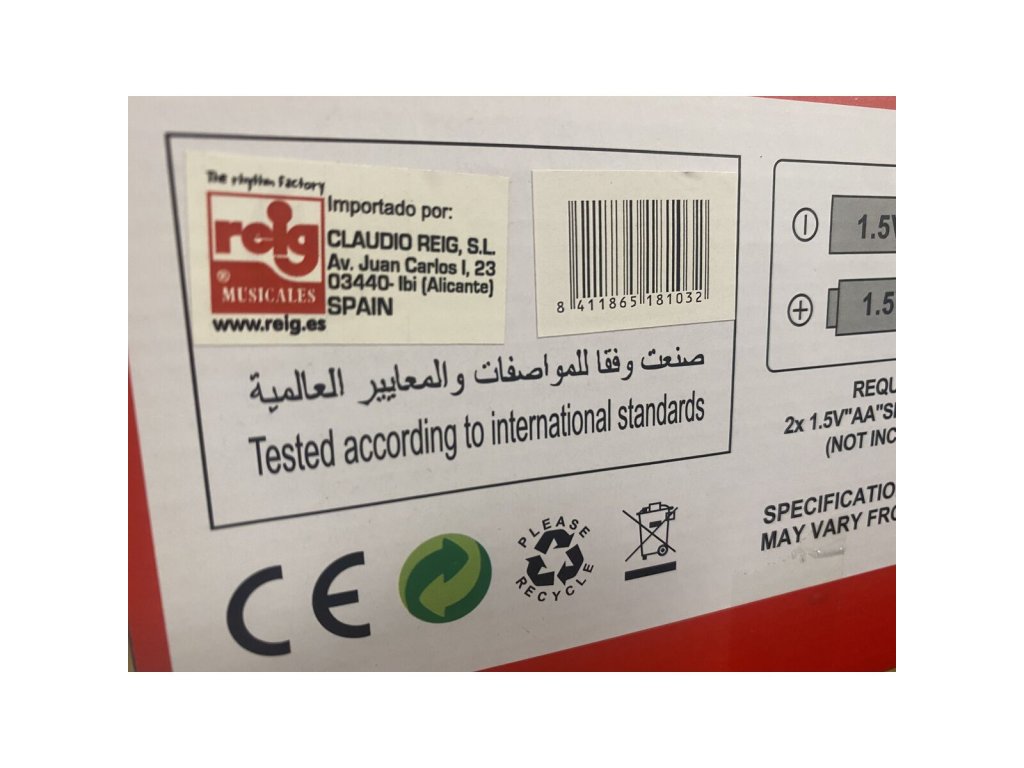 The rhythm Factory
reig
®
MUSICALES
www.reig.es
Importado por:
CLAUDIO REIG, S.L.
Av. Juan Carlos I, 23
03440- Ibi (Alicante)
SPAIN
8 411865 181032
صنعت وفقا للمواصفات والمعايير العالمية
Tested according to international standards
1.5V
1.5
REQU
2x 1.5V"AA"S
(NOT INC
SPECIFICATIO
MAY VARY FRO
CE
PLEASE
RECYCLE